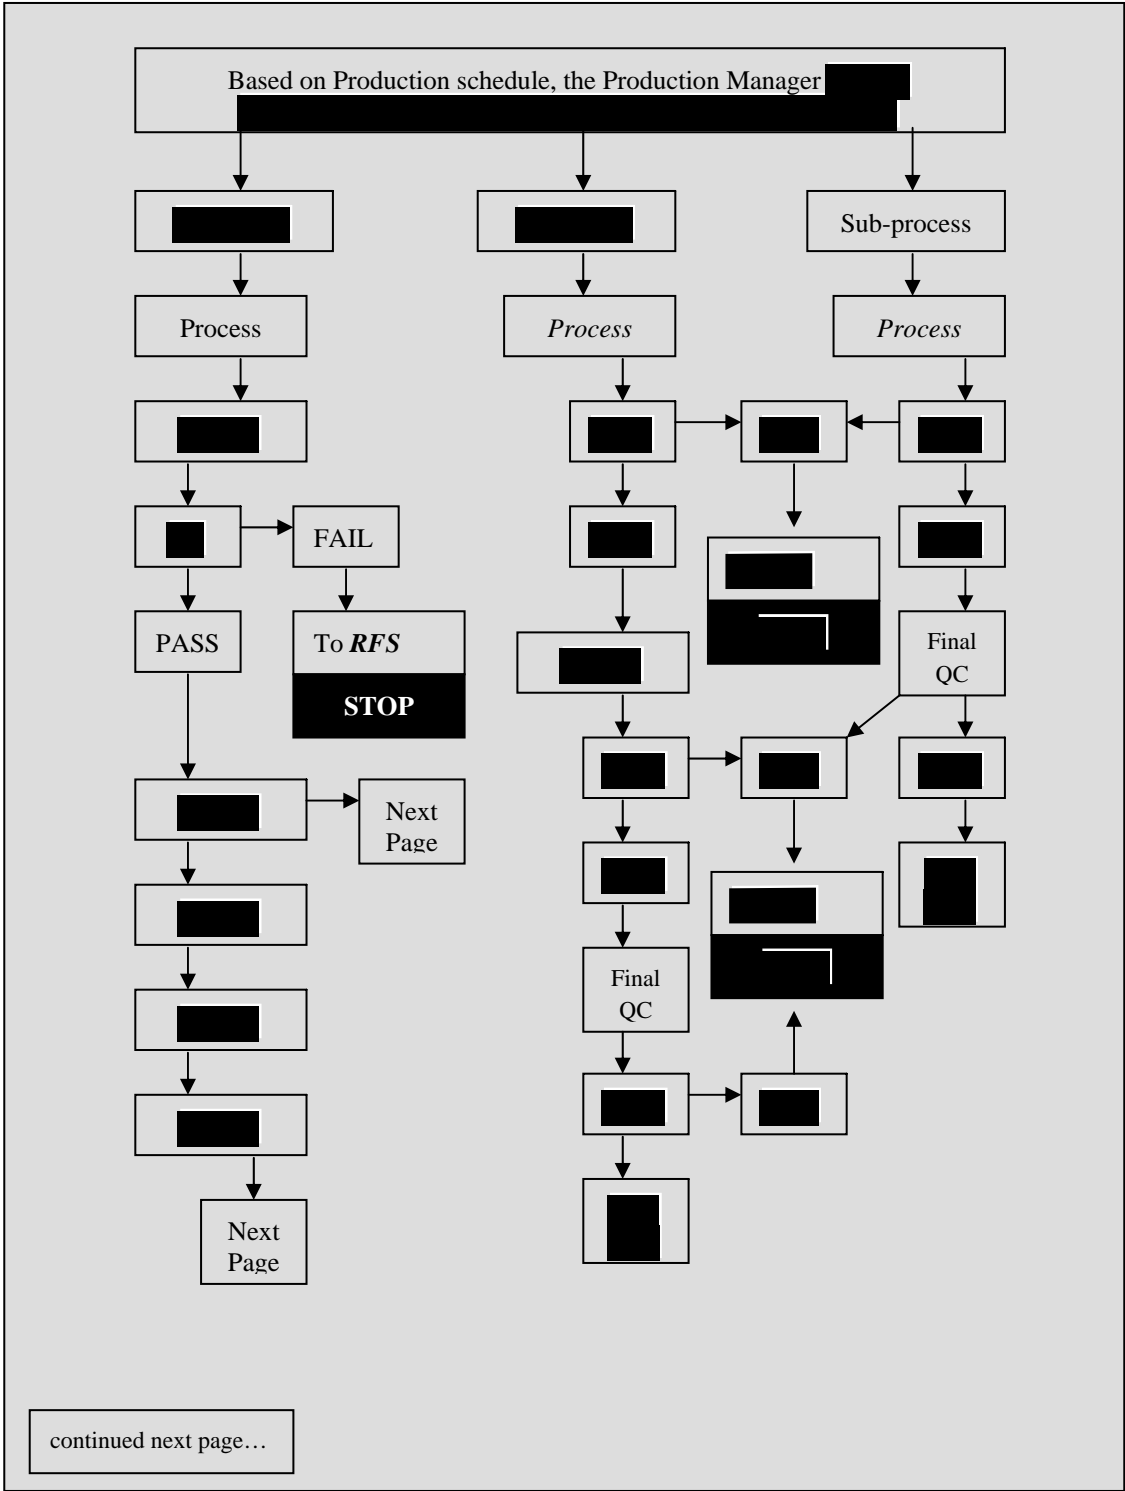 Based on Production schedule, the Production Manager
Sub-process
Process
Process
Process
FAIL
PASS
To RFS
STOP
Final
QC
Next
Page
Final
QC
Next
Page
continued next page…